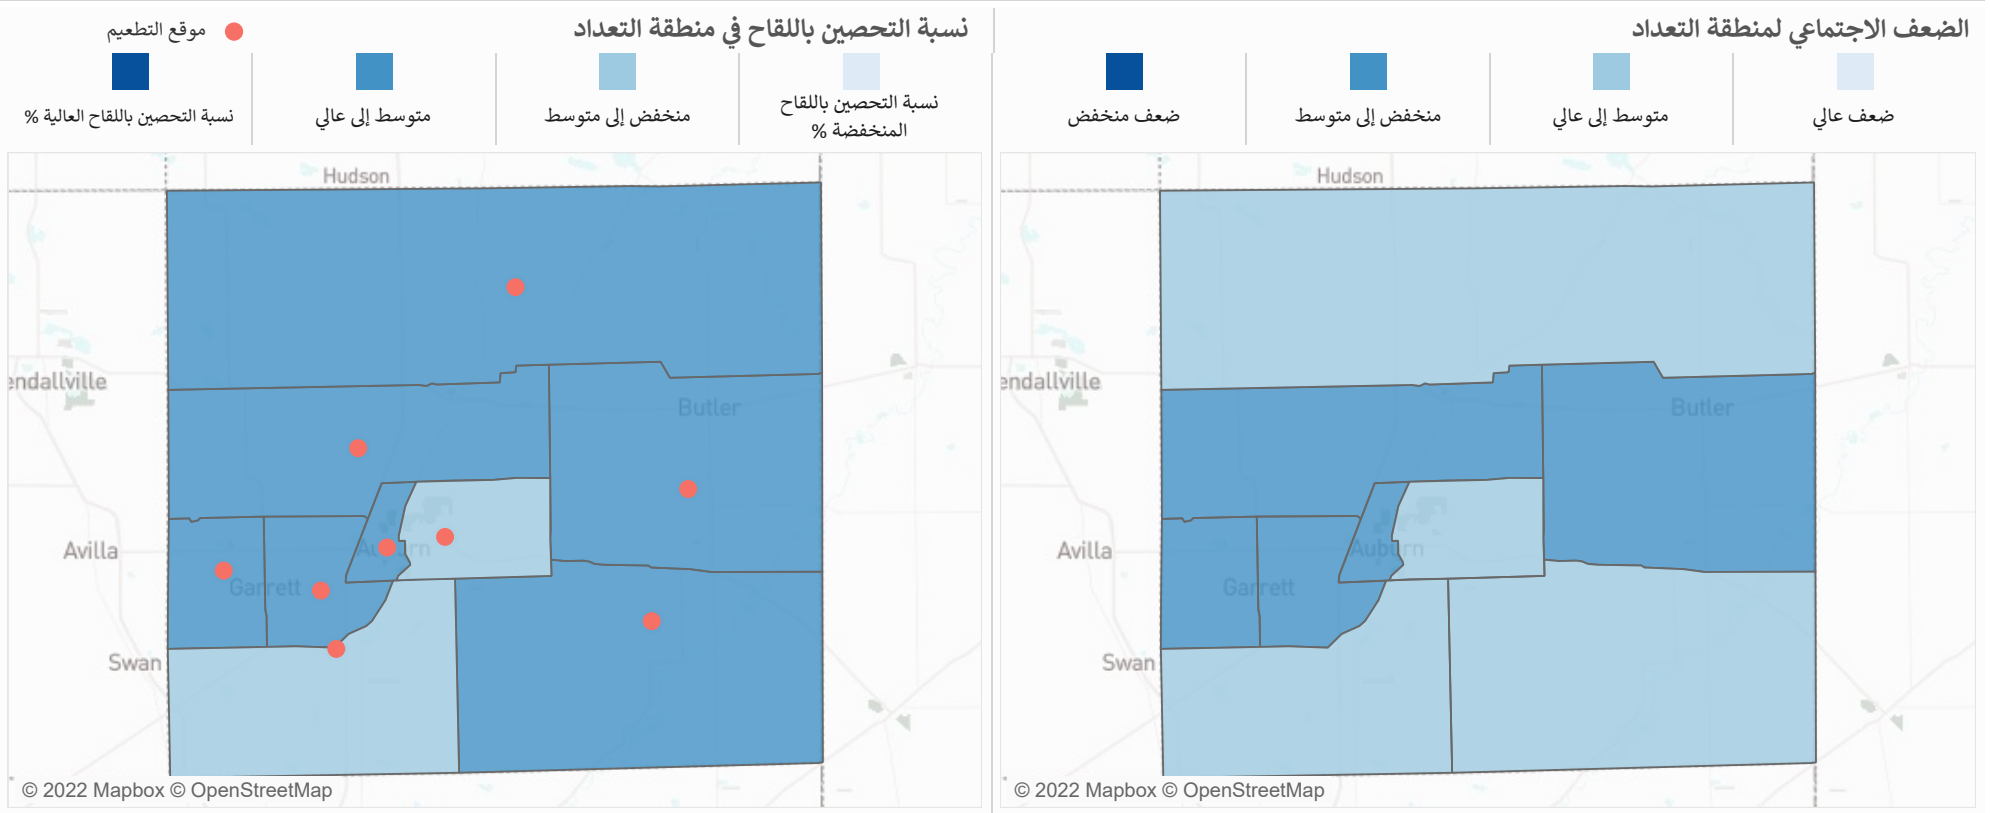 الضعف الاجتماعي لمنطقة التعداد
ضعف عالي
متوسط إلى عالي
منخفض إلى متوسط
ضعف منخفض
Hudson
endallville
Butler
Avilla
Auburn
Garrett
Swan
© 2022 Mapbox © OpenStreetMap
نسبة التحصين باللقاح في منطقة التعداد
موقع التطعيم
نسبة التحصين باللقاح
المنخفضة %
منخفض إلى متوسط
متوسط إلى عالي
نسبة التحصين باللقاح العالية %
Hudson
endallville
Butler
Avilla
Auburn
Garrett
Swan
© 2022 Mapbox © OpenStreetMap